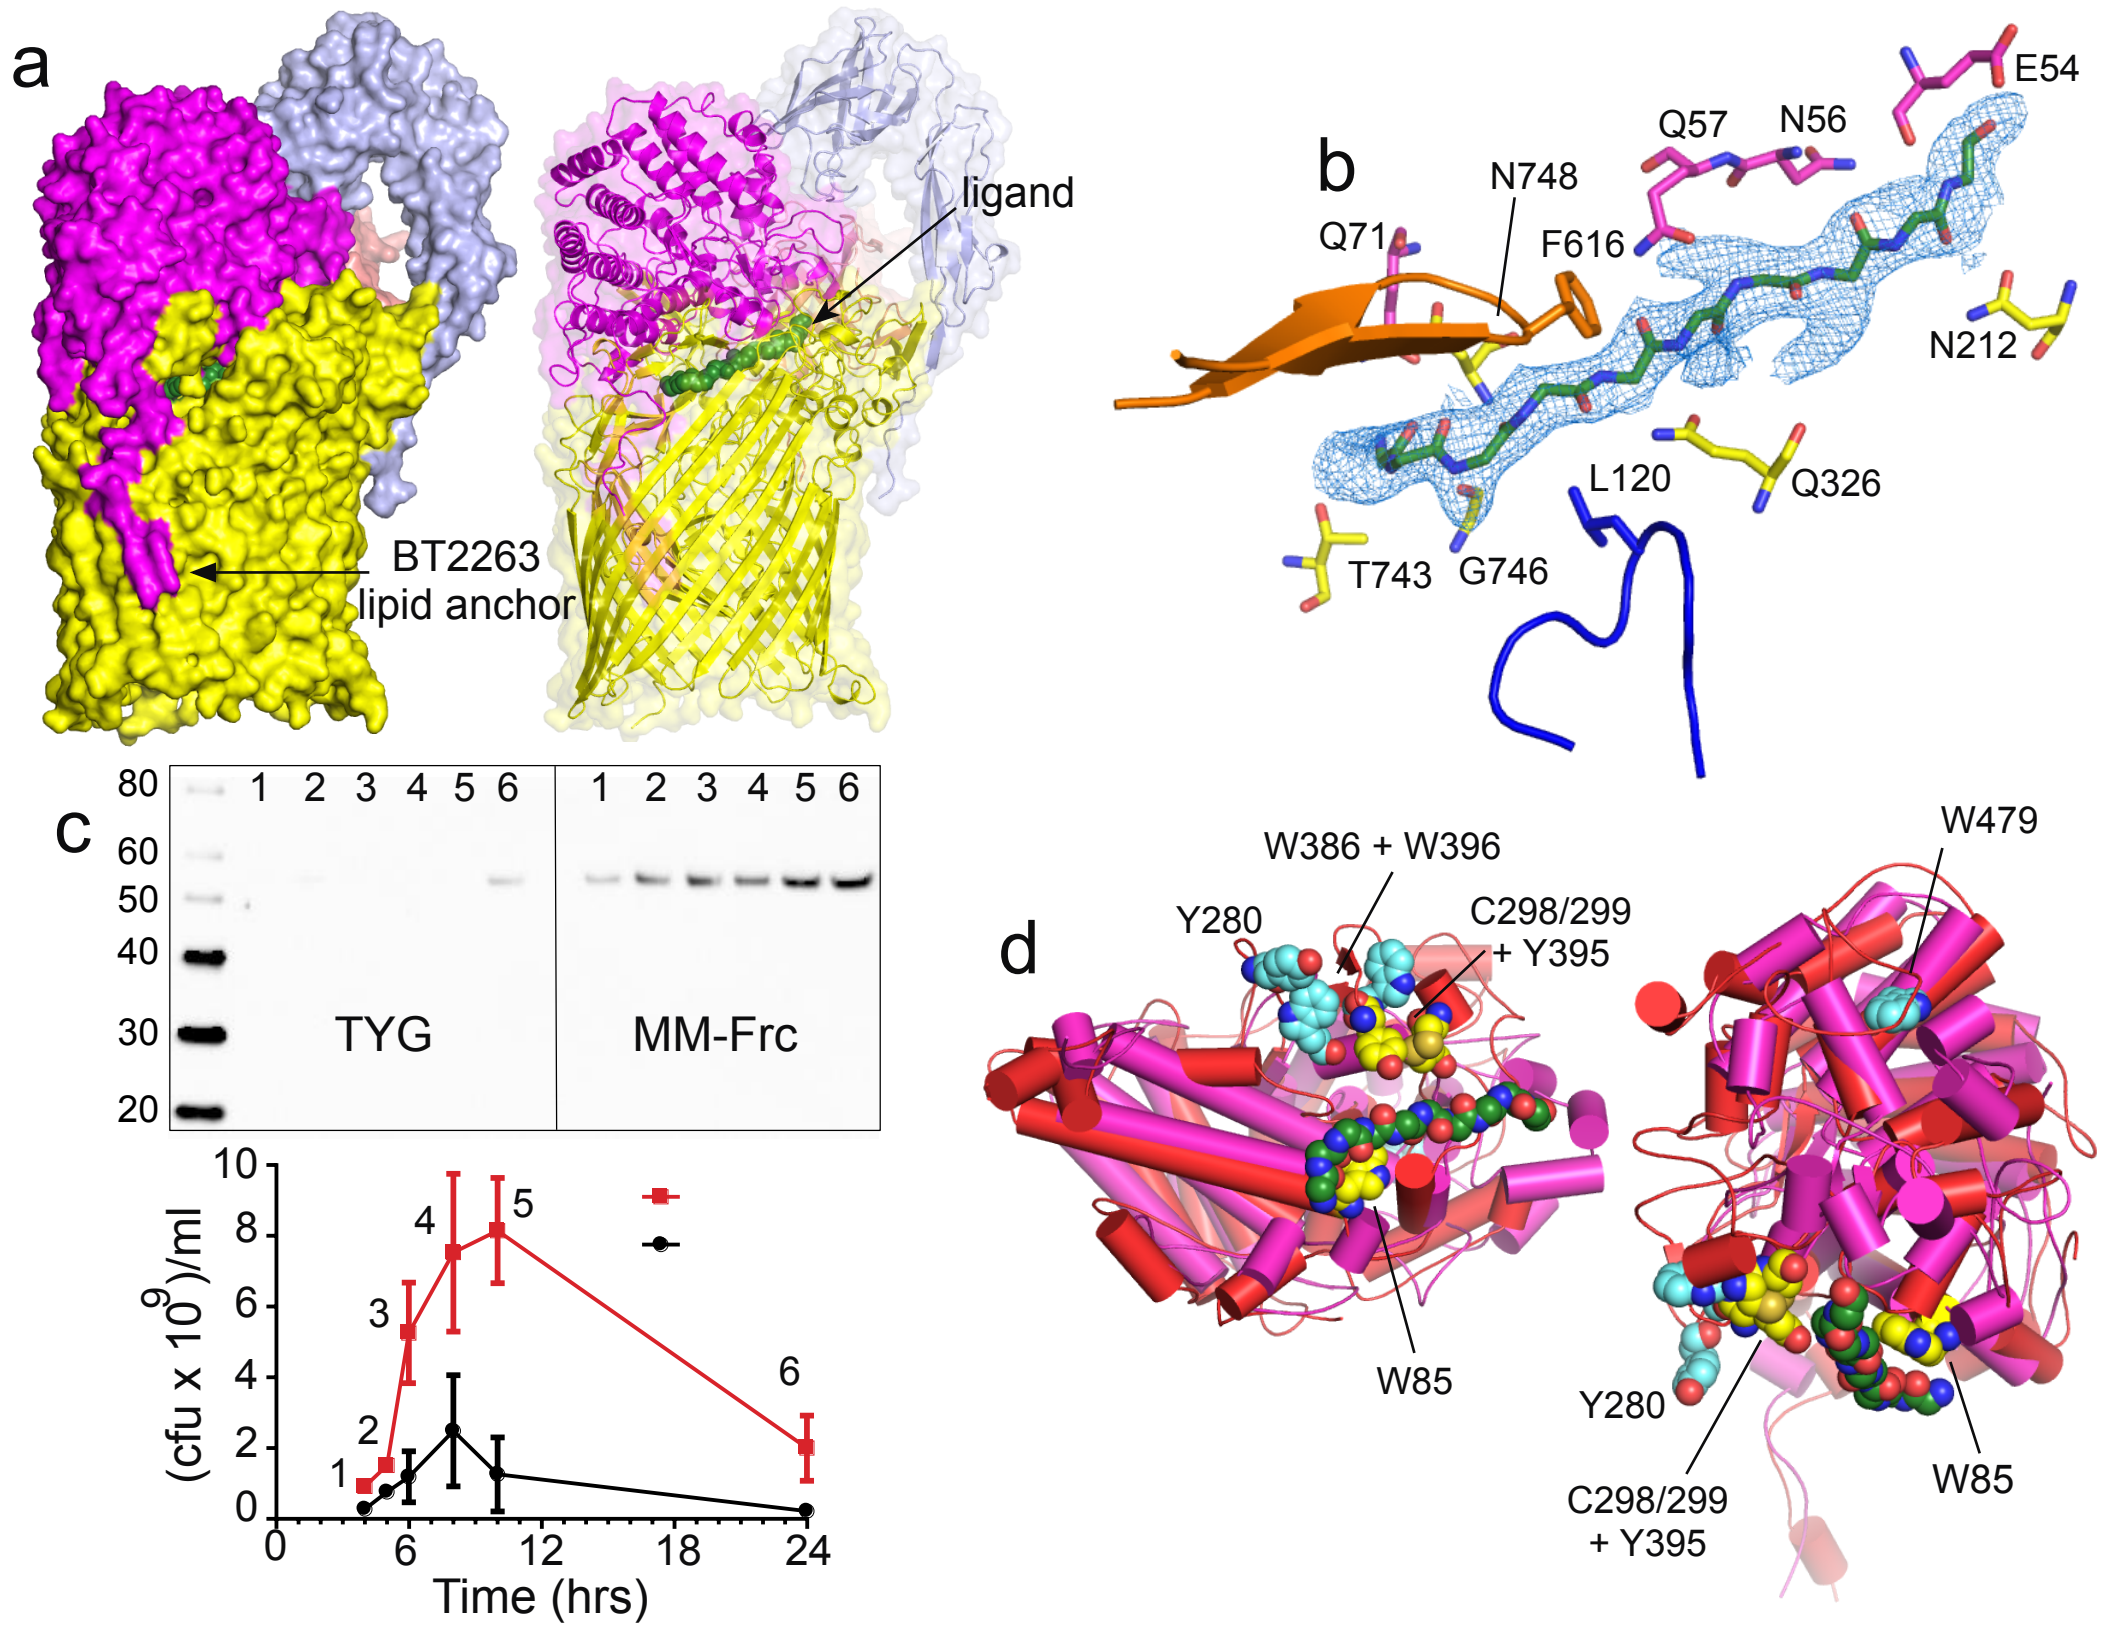 a
ligand
BT2263
lipid anchor
b
E54
Q57 N56
N748
Q71
F616
N212
L120
Q326
T743 G746
c
80 1 2 3 4 5 6 1 2 3 4 5 6
60
50
40
30 TYG MM-Frc
20
10
8
6
4
2
0
(cfu x 10^9)/ml
1
2
3
4
5
6
0 6 12 18 24
Time (hrs)
d
W386 + W396
Y280
C298/299
+ Y395
W85
W479
Y280
C298/299
+ Y395
W85